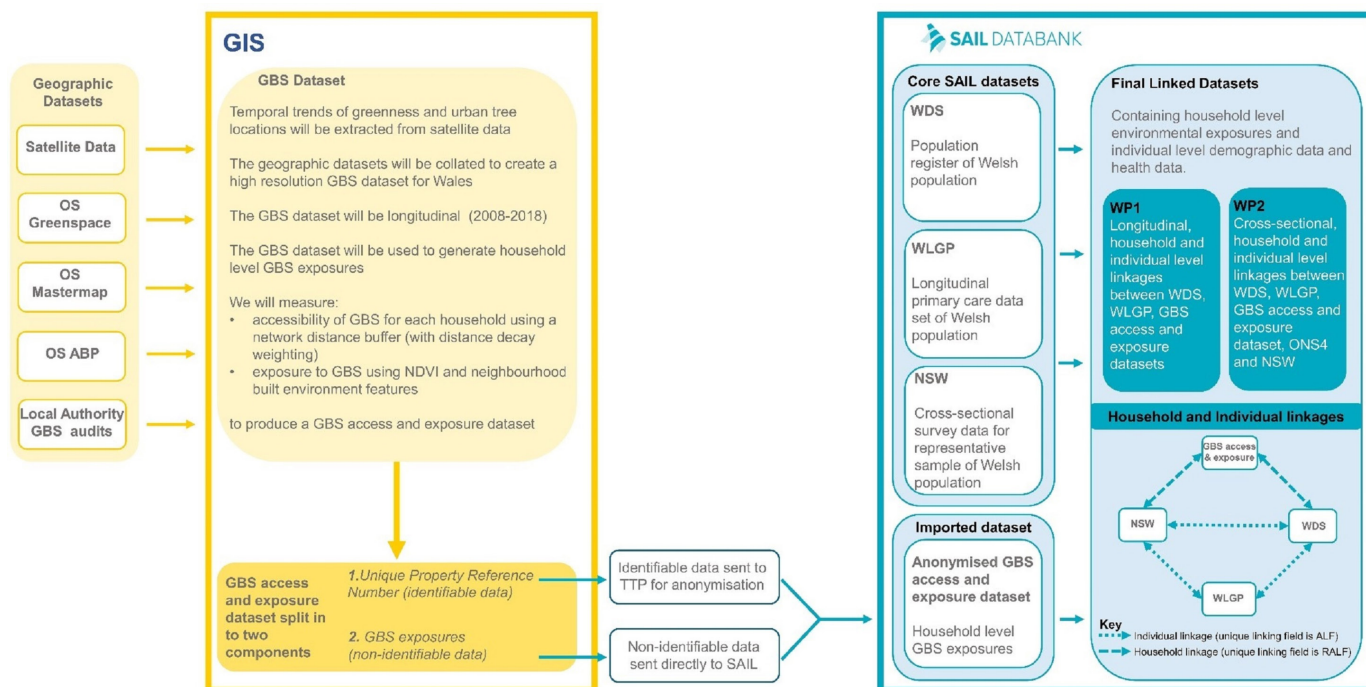 Geographic
Datasets
Satellite Data
OS
Greenspace
OS
Mastermap
OS ABP
Local Authority
GBS audits
GIS
GBS Dataset
Temporal trends of greenness and urban tree
locations will be extracted from satellite data
The geographic datasets will be collated to create a
high resolution GBS dataset for Wales
The GBS dataset will be longitudinal (2008-2018)
The GBS dataset will be used to generate household
level GBS exposures
We will measure:
• accessibility of GBS for each household using a
network distance buffer (with distance decay
weighting)
• exposure to GBS using NDVI and neighbourhood
built environment features
to produce a GBS access and exposure dataset
GBS access
and exposure
dataset split in
to two
components
1.Unique Property Reference
Number (identifiable data)
2. GBS exposures
(non-identifiable data)
Identifiable data sent to
TTP for anonymisation
Non-identifiable data
sent directly to SAIL
SAIL DATABANK
Core SAIL datasets
WDS
Population
register of Welsh
population
WLGP
Longitudinal
primary care data
set of Welsh
population
NSW
Cross-sectional
survey data for
representative
sample of Welsh
population
Imported dataset
Anonymised GBS
access and
exposure dataset
Household level
GBS exposures
Final Linked Datasets
Containing household level
environmental exposures and
individual level demographic data and
health data.
WP1
Longitudinal,
household and
individual level
linkages
between WDS,
WLGP, GBS
access and
exposure
datasets
WP2
Cross-sectional,
household and
individual level
linkages between
WDS, WLGP,
GBS access and
exposure
dataset, ONS4
and NSW
Household and Individual linkages
GBS access
& exposure
NSW
WDS
WLGP
Key
Individual linkage (unique linking field is ALF)
Household linkage (unique linking field is RALF)